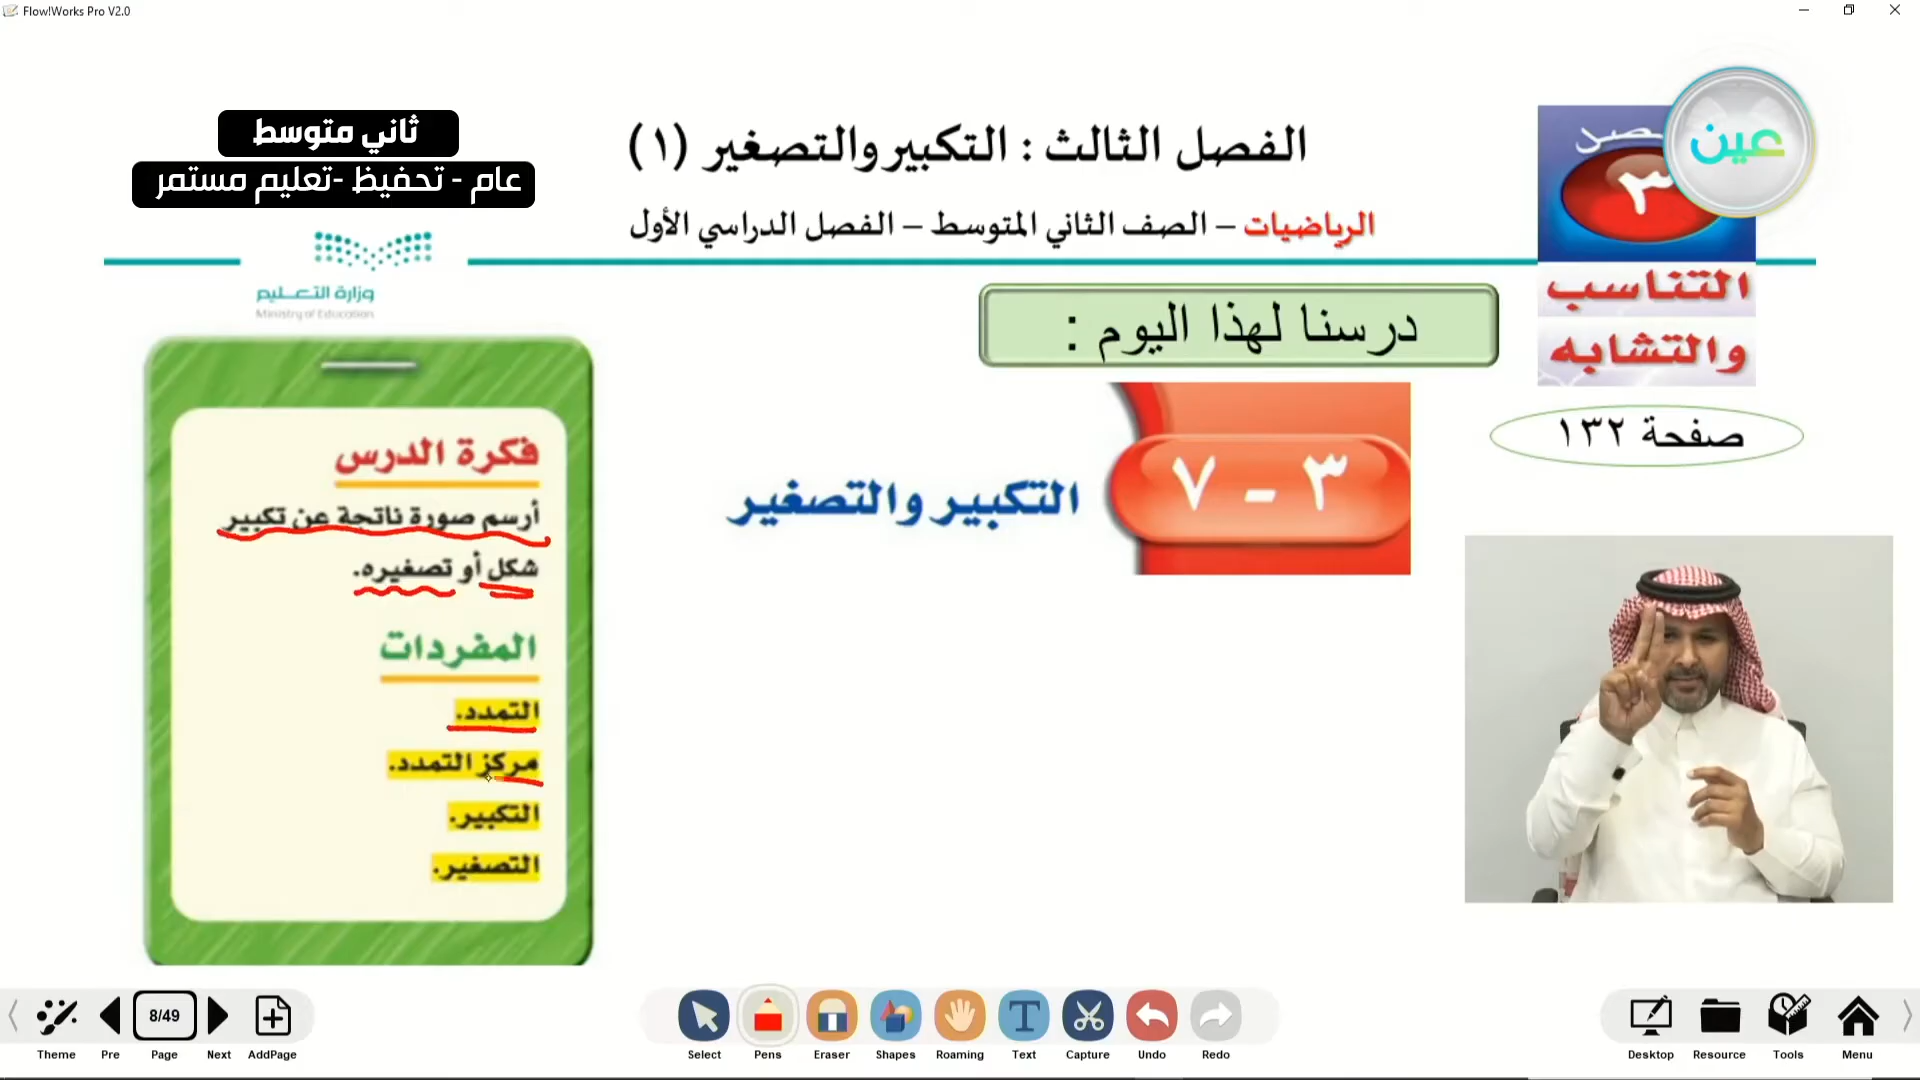 Flow!Works Pro V2.0
عين
٣
التناسب
والتشابه
صفحة ١٣٢
الفصل الثالث : التكبير والتصغير (١)
الرياضيات – الصف الثاني المتوسط – الفصل الدراسي الأول
ثاني متوسط
عام - تحفيظ -تعليم مستمر
وزارة التعليم
Ministry of Education
درسنا لهذا اليوم :
٣ - ٧
التكبير والتصغير
فكرة الدرس
أرسم صورة ناتجة عن تكبير
شكل أو تصغيره.
المفردات
التمدد.
مركز التمدد.
التكبير.
التصغير.
8/49
Theme Pre Page Next AddPage
Select Pens Eraser Shapes Roaming Text Capture Undo Redo
Desktop Resource Tools Menu